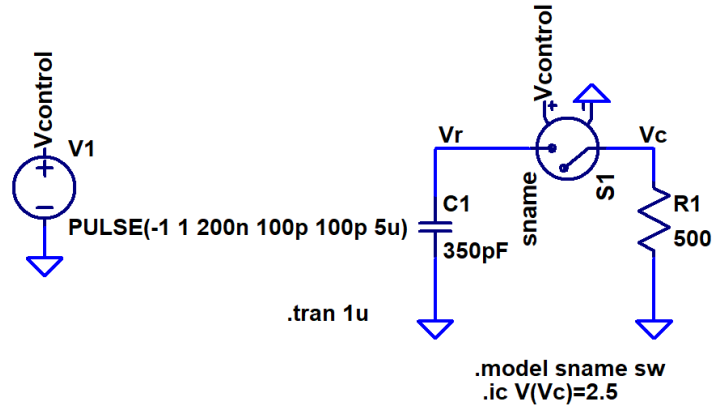 Vcontrol
V1
PULSE(-1 1 200n 100p 100p 5u)
.tran 1u
Vcontrol
+
Vr
Vc
sname
S1
C1
350pF
R1
500
.model sname sw
.ic V(Vc)=2.5